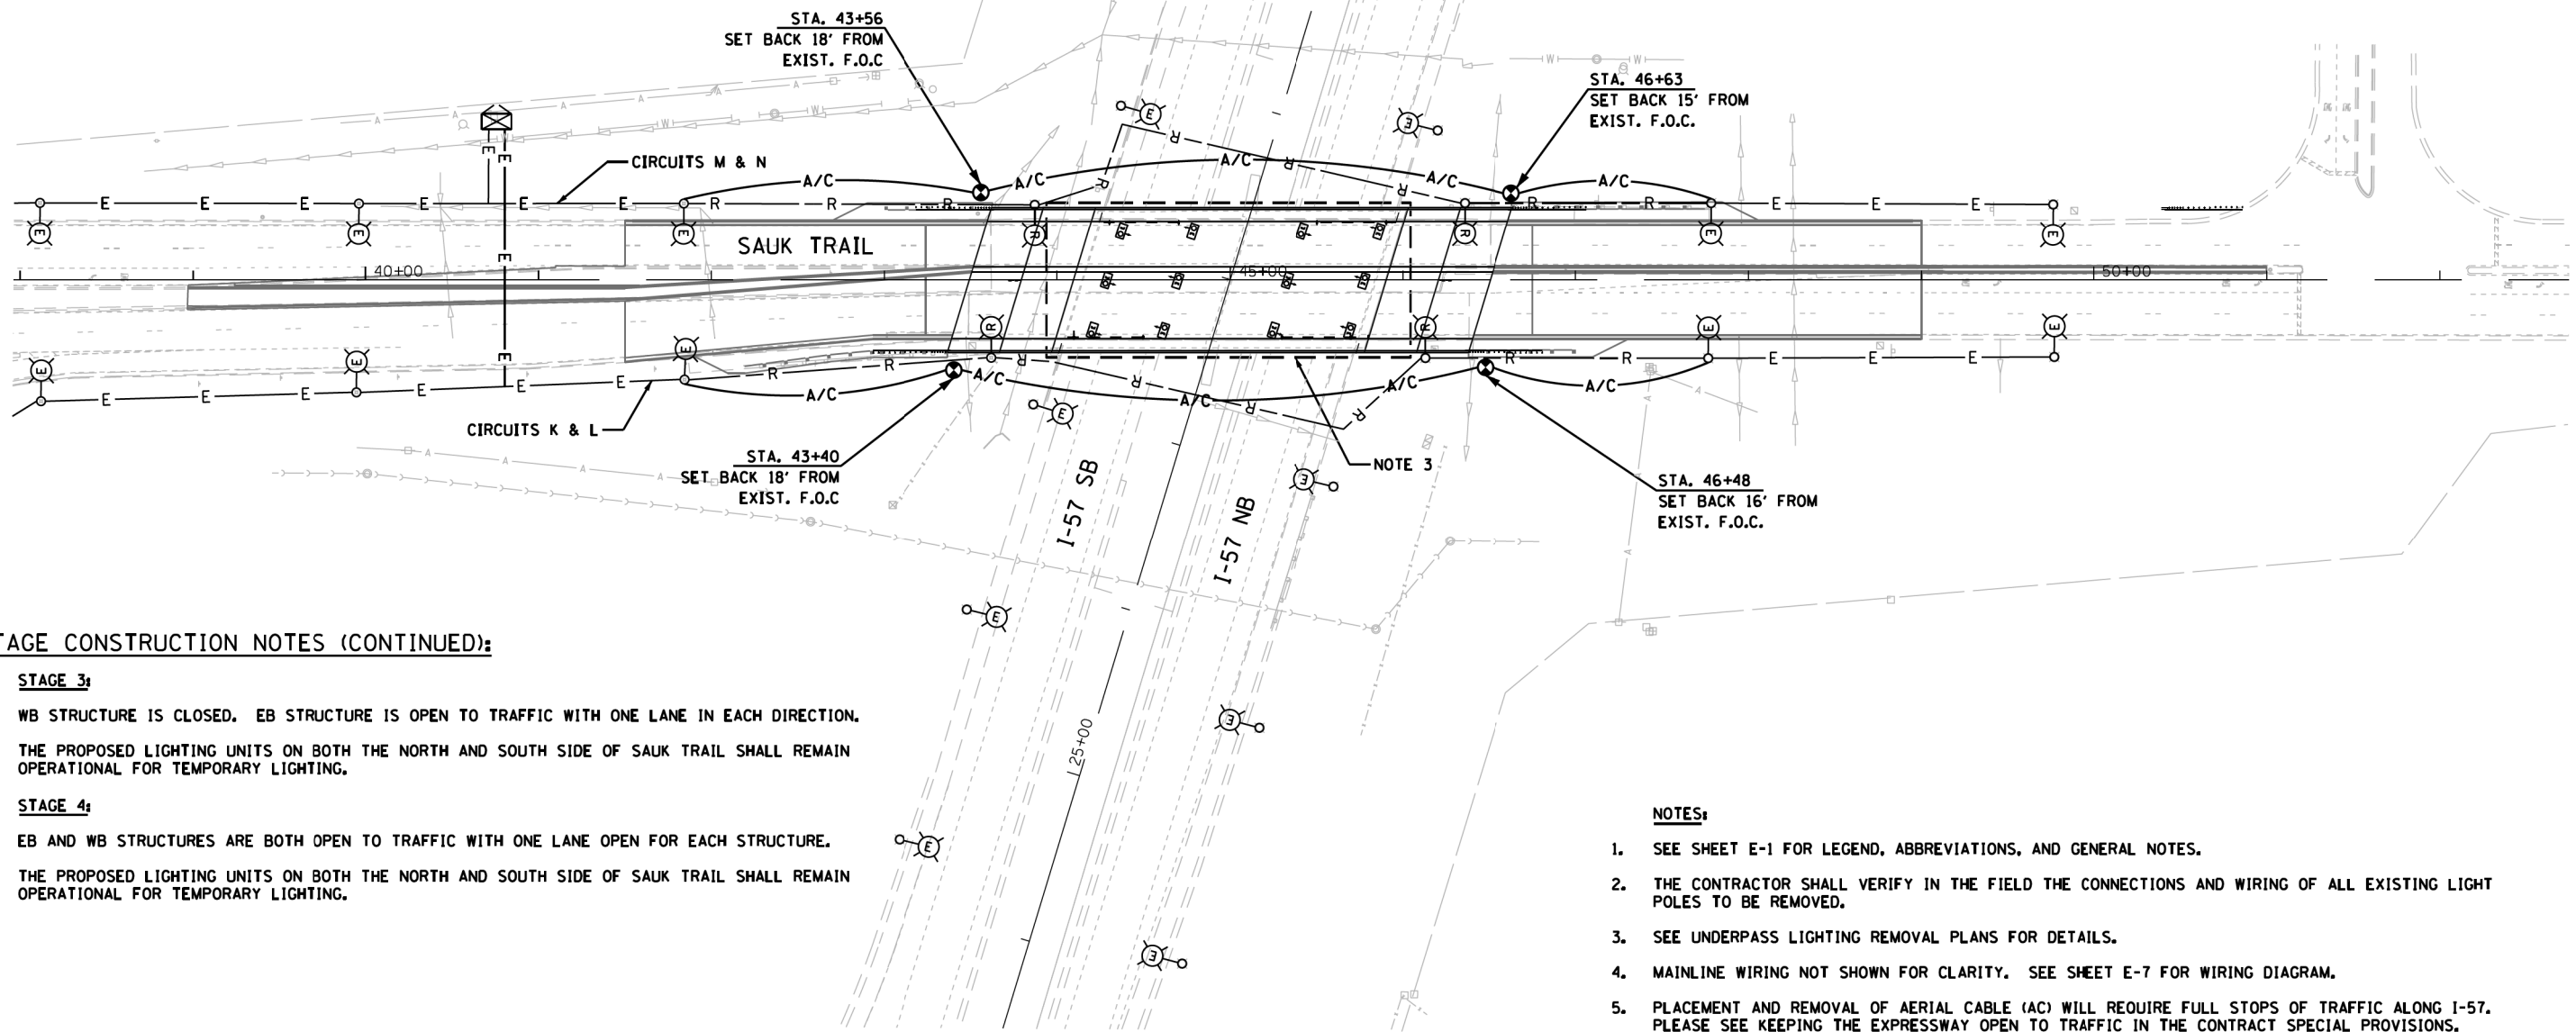 STA. 43+56
SET BACK 18' FROM
EXIST. F.O.C
STA. 46+63
SET BACK 15' FROM
EXIST. F.O.C.
CIRCUITS M & N
A/C A/C A/C A/C A/C
E E E E E E R R R R R E E E
R R R R
SAUK TRAIL
40+00 45+00 50+00
E E E E E E R R R R E E E
R R R R
A/C A/C A/C A/C A/C
CIRCUITS K & L
STA. 43+40
SET BACK 18' FROM
EXIST. F.O.C
NOTE 3
STA. 46+48
SET BACK 16' FROM
EXIST. F.O.C.
I-57 SB
I-57 NB
25+00
TAGE CONSTRUCTION NOTES (CONTINUED):
STAGE 3:
WB STRUCTURE IS CLOSED. EB STRUCTURE IS OPEN TO TRAFFIC WITH ONE LANE IN EACH DIRECTION.
THE PROPOSED LIGHTING UNITS ON BOTH THE NORTH AND SOUTH SIDE OF SAUK TRAIL SHALL REMAIN
OPERATIONAL FOR TEMPORARY LIGHTING.
STAGE 4:
EB AND WB STRUCTURES ARE BOTH OPEN TO TRAFFIC WITH ONE LANE OPEN FOR EACH STRUCTURE.
THE PROPOSED LIGHTING UNITS ON BOTH THE NORTH AND SOUTH SIDE OF SAUK TRAIL SHALL REMAIN
OPERATIONAL FOR TEMPORARY LIGHTING.
NOTES:
1. SEE SHEET E-1 FOR LEGEND, ABBREVIATIONS, AND GENERAL NOTES.
2. THE CONTRACTOR SHALL VERIFY IN THE FIELD THE CONNECTIONS AND WIRING OF ALL EXISTING LIGHT
POLES TO BE REMOVED.
3. SEE UNDERPASS LIGHTING REMOVAL PLANS FOR DETAILS.
4. MAINLINE WIRING NOT SHOWN FOR CLARITY. SEE SHEET E-7 FOR WIRING DIAGRAM.
5. PLACEMENT AND REMOVAL OF AERIAL CABLE (AC) WILL REQUIRE FULL STOPS OF TRAFFIC ALONG I-57.
PLEASE SEE KEEPING THE EXPRESSWAY OPEN TO TRAFFIC IN THE CONTRACT SPECIAL PROVISIONS.